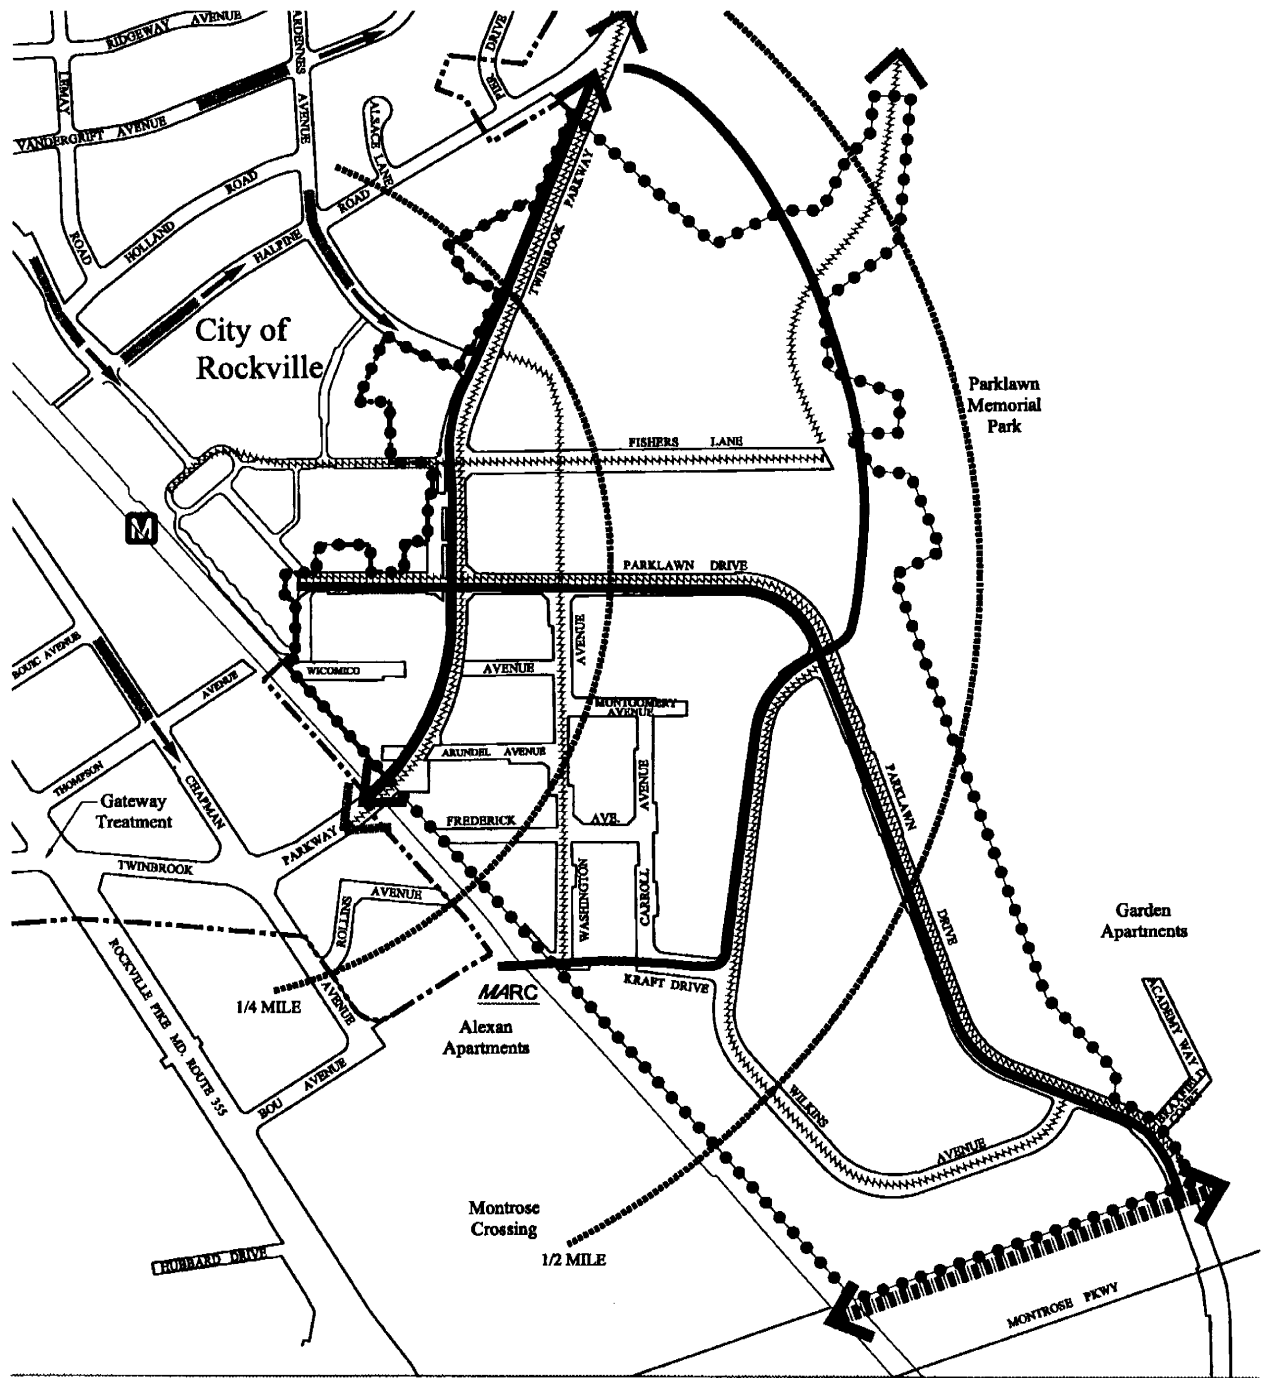 RIDGEWAY AVENUE
ARDENNES
AVENUE
DRIVE
PIER
LEMAY
ROAD
VANDERGRIFT AVENUE
ALSACE LANE
HOLLAND ROAD
HALPINE ROAD
TWINBROOK PARKWAY
City of
Rockville
Parklawn
Memorial
Park
FISHERS LANE
M
PARKLAWN DRIVE
AVENUE
BOUIC AVENUE
WICOMICO
AVENUE
AVENUE
MONTGOMERY
AVENUE
ARUNDEL AVENUE
THOMPSON
CHAPMAN
AVENUE
PARKLAWN
DRIVE
Gateway
Treatment
FREDERICK AVE.
PARKWAY
TWINBROOK
ROLLINS
AVENUE
WASHINGTON
CARROLL
Garden
Apartments
ROCKVILLE PIKE MD. ROUTE 355
1/4 MILE
AVENUE
MARC
KRAFT DRIVE
Alexan
Apartments
ACADEMY WAY
BRAXFIELD
COURT
BOU AVENUE
WILKINS
AVENUE
Montrose
Crossing
1/2 MILE
HUBBARD DRIVE
MONTROSE PKWY